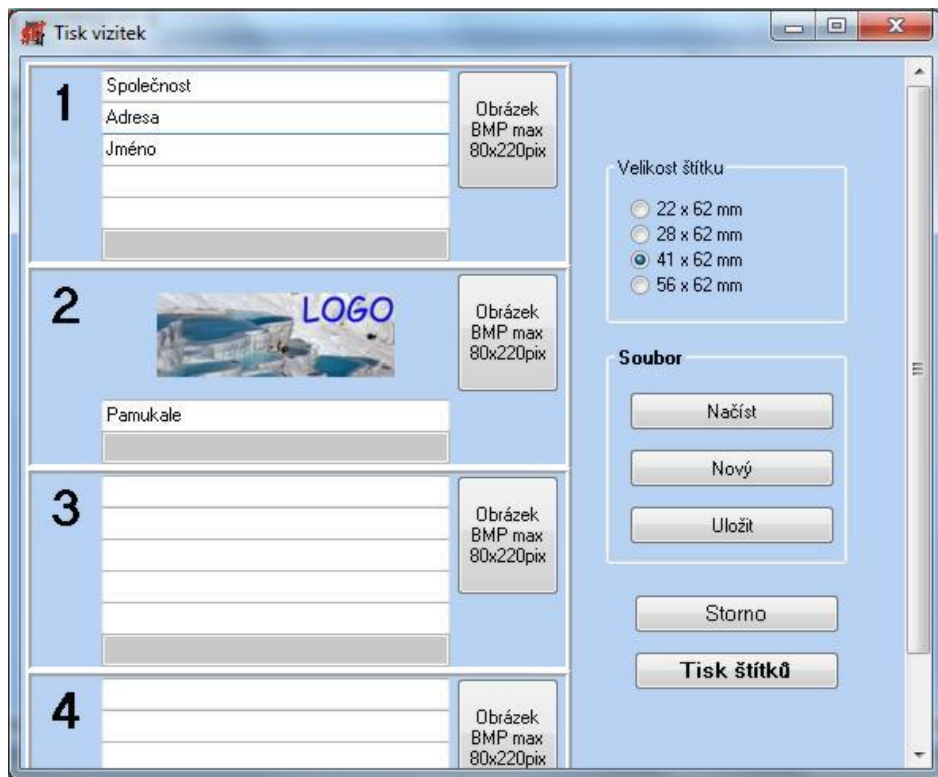 Tisk vizitek
1
Společnost
Adresa
Jméno
Obrázek
BMP max
80x220pix
2
LOGO
Pamukale
Obrázek
BMP max
80x220pix
3
Obrázek
BMP max
80x220pix
4
Obrázek
BMP max
80x220pix
Velikost štítku
22 x 62 mm
28 x 62 mm
41 x 62 mm
56 x 62 mm
Soubor
Načíst
Nový
Uložit
Storno
Tisk štítků